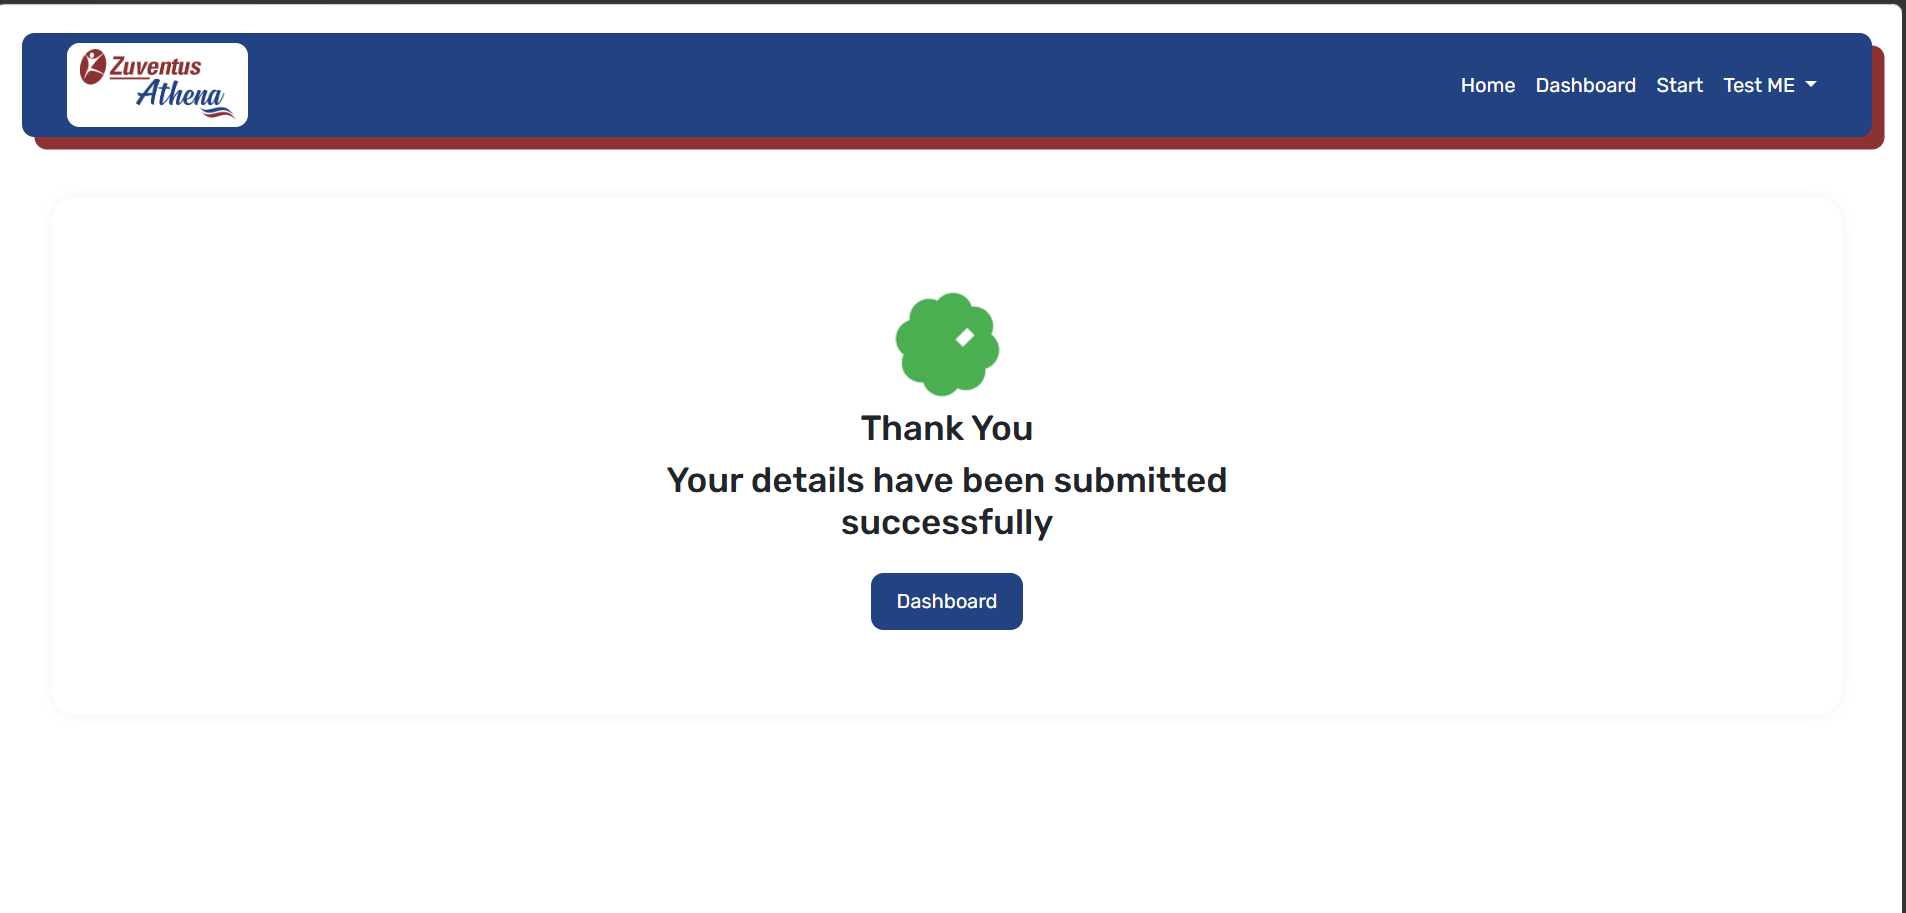 Zuventus
Athena
Home Dashboard Start Test ME
Thank You
Your details have been submitted
successfully
Dashboard